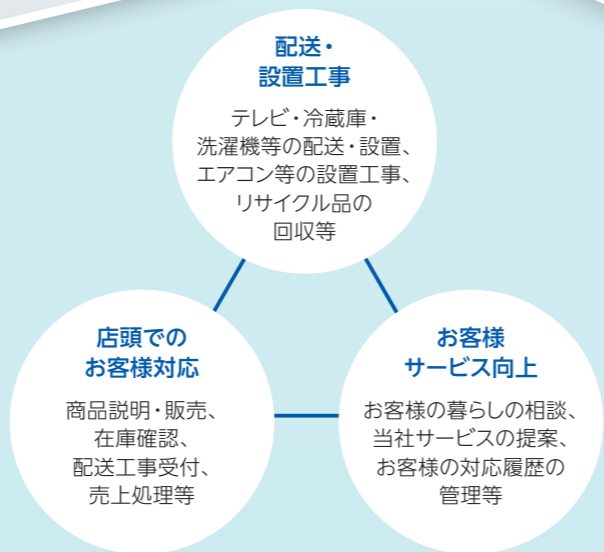 配送・
設置工事
テレビ・冷蔵庫・
洗濯機等の配送・設置、
エアコン等の設置工事、
リサイクル品の
回収等
店頭での
お客様対応
商品説明・販売、
在庫確認、
配送工事受付、
売上処理等
お客様
サービス向上
お客様の暮らしの相談、
当社サービスの提案、
お客様の対応履歴の
管理等